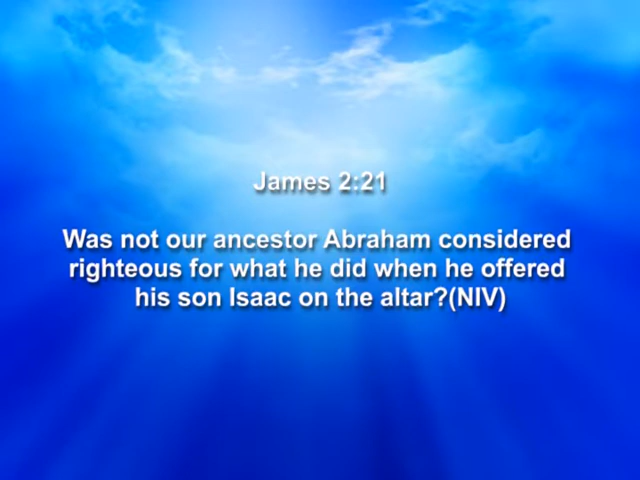 James 2:21
Was not our ancestor Abraham considered
righteous for what he did when he offered
his son Isaac on the altar?(NIV)